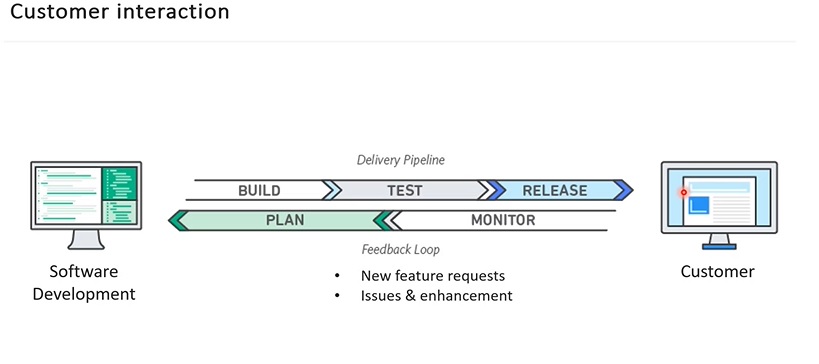 Customer interaction
Delivery Pipeline
BUILD TEST RELEASE
PLAN MONITOR
Feedback Loop
• New feature requests
• Issues & enhancement
Software
Development
Customer